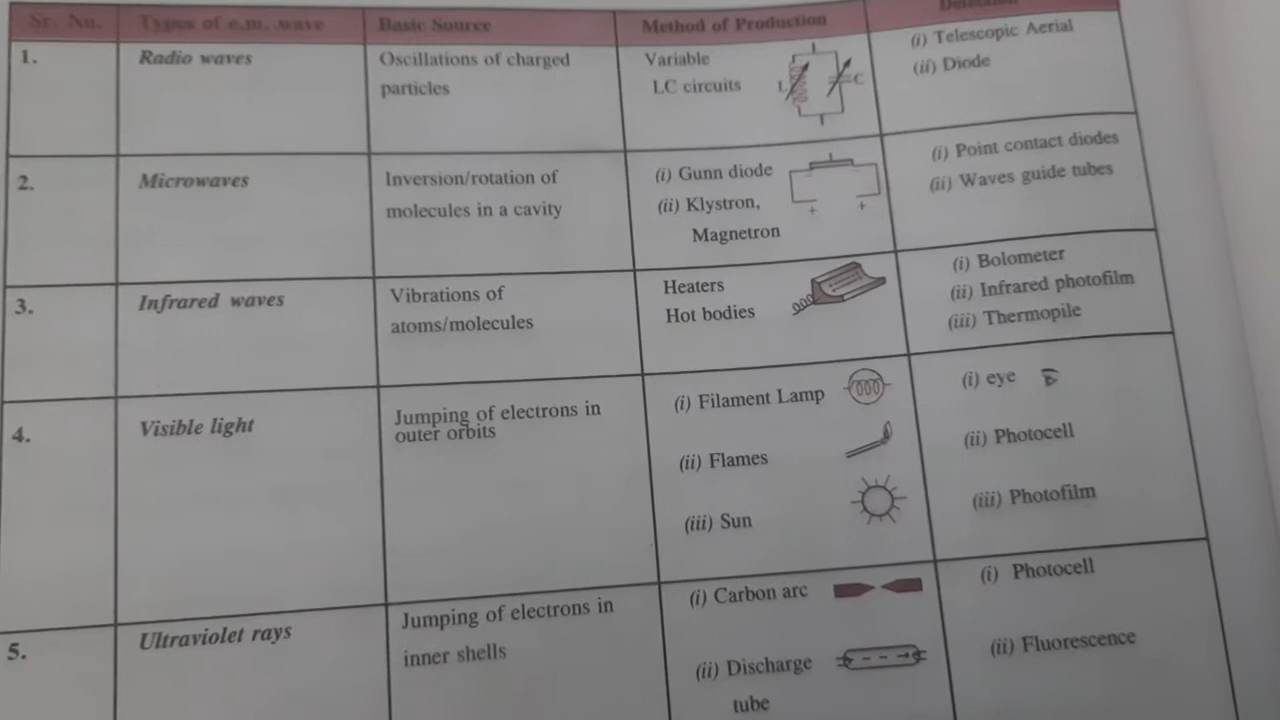 Sr. No. Types of e.m. wave Basic Source Method of Production Detection
1. Radio waves Oscillations of charged particles Variable LC circuits L C (i) Telescopic Aerial (ii) Diode
2. Microwaves Inversion/rotation of molecules in a cavity (i) Gunn diode (ii) Klystron, Magnetron + + (i) Point contact diodes (ii) Waves guide tubes
3. Infrared waves Vibrations of atoms/molecules Heaters Hot bodies (i) Bolometer (ii) Infrared photofilm (iii) Thermopile
4. Visible light Jumping of electrons in outer orbits (i) Filament Lamp (ii) Flames (iii) Sun (i) eye (ii) Photocell (iii) Photofilm
5. Ultraviolet rays Jumping of electrons in inner shells (i) Carbon arc (ii) Discharge tube (i) Photocell (ii) Fluorescence